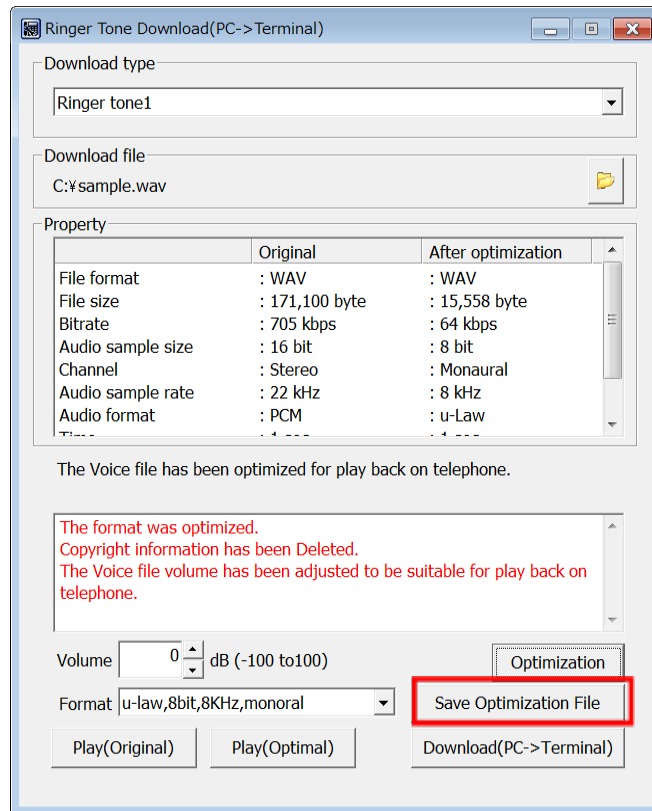 Ringer Tone Download(PC->Terminal)
Download type
Ringer tone1
Download file
C:¥sample.wav
Property
Original After optimization
File format : WAV : WAV
File size : 171,100 byte : 15,558 byte
Bitrate : 705 kbps : 64 kbps
Audio sample size : 16 bit : 8 bit
Channel : Stereo : Monaural
Audio sample rate : 22 kHz : 8 kHz
Audio format : PCM : u-Law
The Voice file has been optimized for play back on telephone.
The format was optimized.
Copyright information has been Deleted.
The Voice file volume has been adjusted to be suitable for play back on
telephone.
Volume 0 dB (-100 to100) Optimization
Format u-law,8bit,8KHz,monoral Save Optimization File
Play(Original) Play(Optimal) Download(PC->Terminal)